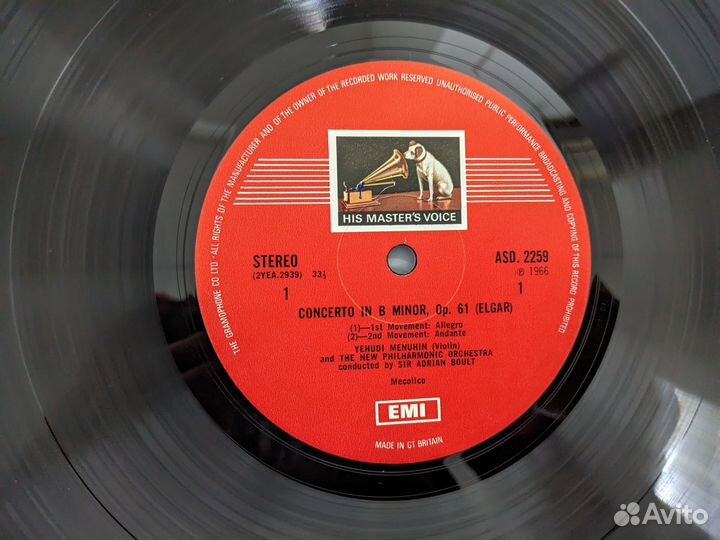 THE GRAMOPHONE CO LTD · ALL RIGHTS OF THE MANUFACTURER AND OF THE OWNER OF THE RECORDED WORK RESERVED UNAUTHORISED PUBLIC PERFORMANCE BROADCASTING AND COPYING OF THIS RECORD PROHIBITED
HIS MASTER'S VOICE
STEREO ASD. 2259
(2YEA.2939) 33⅓ ℗ 1966
1 1
CONCERTO IN B MINOR, Op. 61 (ELGAR)
(1)—1st Movement: Allegro
(2)—2nd Movement: Andante
YEHUDI MENUHIN (Violin)
and THE NEW PHILHARMONIC ORCHESTRA
conducted by SIR ADRIAN BOULT
Mecolico
EMI
MADE IN GT BRITAIN
Avito